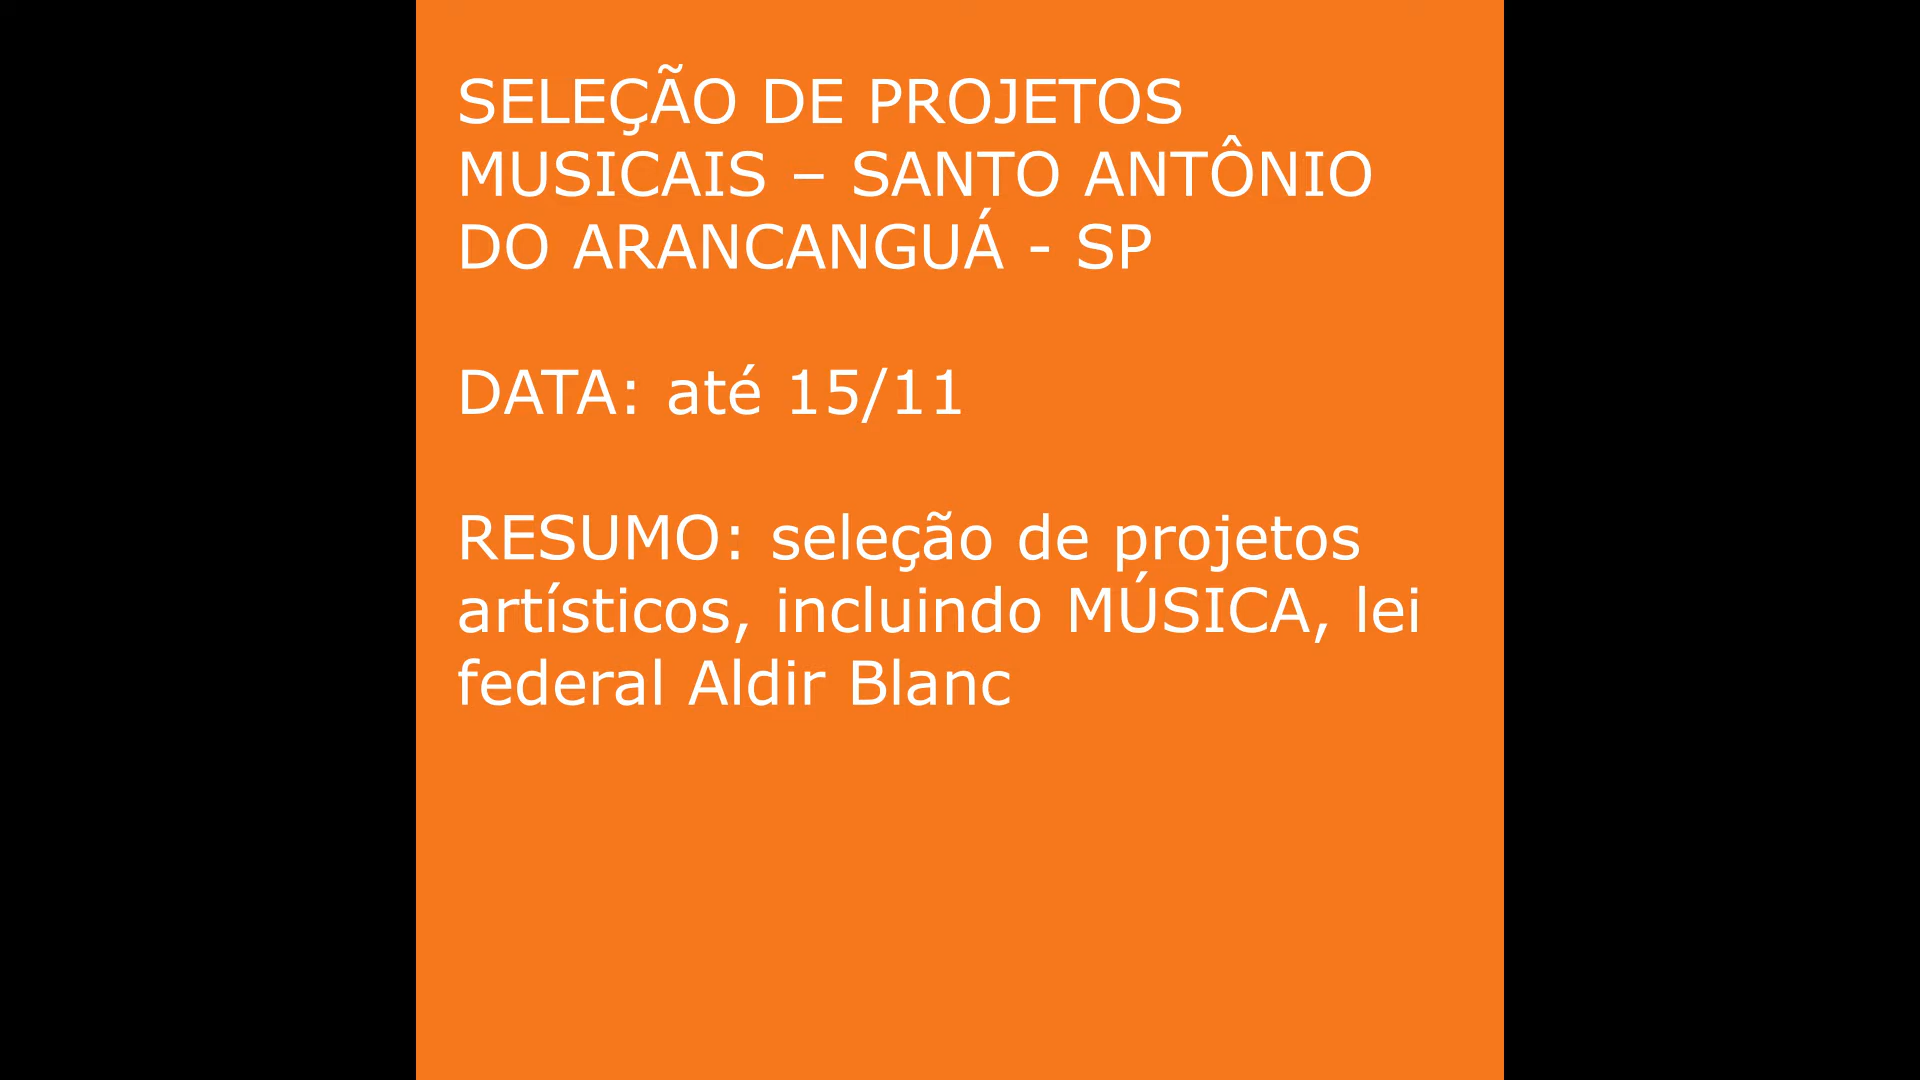 SELEÇÃO DE PROJETOS
MUSICAIS – SANTO ANTÔNIO
DO ARANCANGUÁ - SP
DATA: até 15/11
RESUMO: seleção de projetos
artísticos, incluindo MÚSICA, lei
federal Aldir Blanc